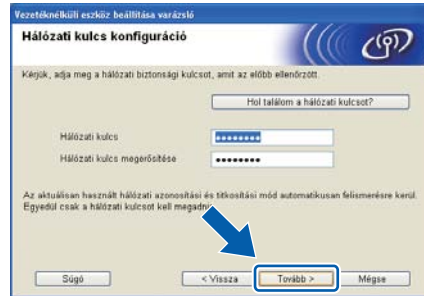 Vezetéknélküli eszköz beállítása varázsló
Hálózati kulcs konfiguráció
Kérjük, adja meg a hálózati biztonsági kulcsot, amit az előbb ellenőrzött.
Hol találom a hálózati kulcsot?
Hálózati kulcs
Hálózati kulcs megerősítése
Az aktuálisan használt hálózati azonosítási és titkosítási mód automatikusan felismerésre kerül.
Egyedül csak a hálózati kulcsot kell megadni
Súgó
< Vissza
Tovább >
Mégse